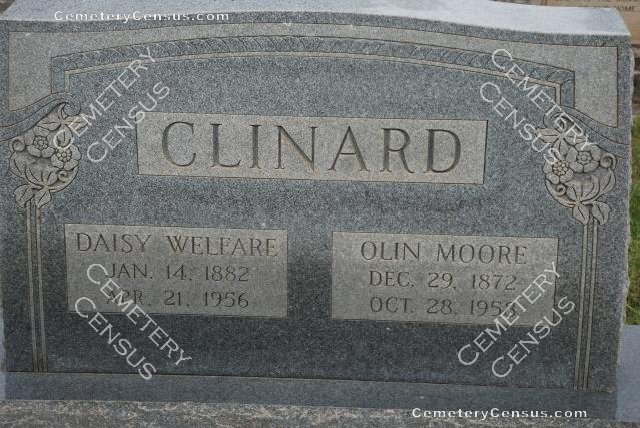 CemeteryCensus.com
CEMETERY
CENSUS
CEMETERY
CENSUS
CLINARD
DAISY WELFARE
JAN. 14, 1882
APR. 21, 1956
OLIN MOORE
DEC. 29, 1872
OCT. 28,
CEMETERY
CENSUS
CEMETERY
CENSUS
CemeteryCensus.com